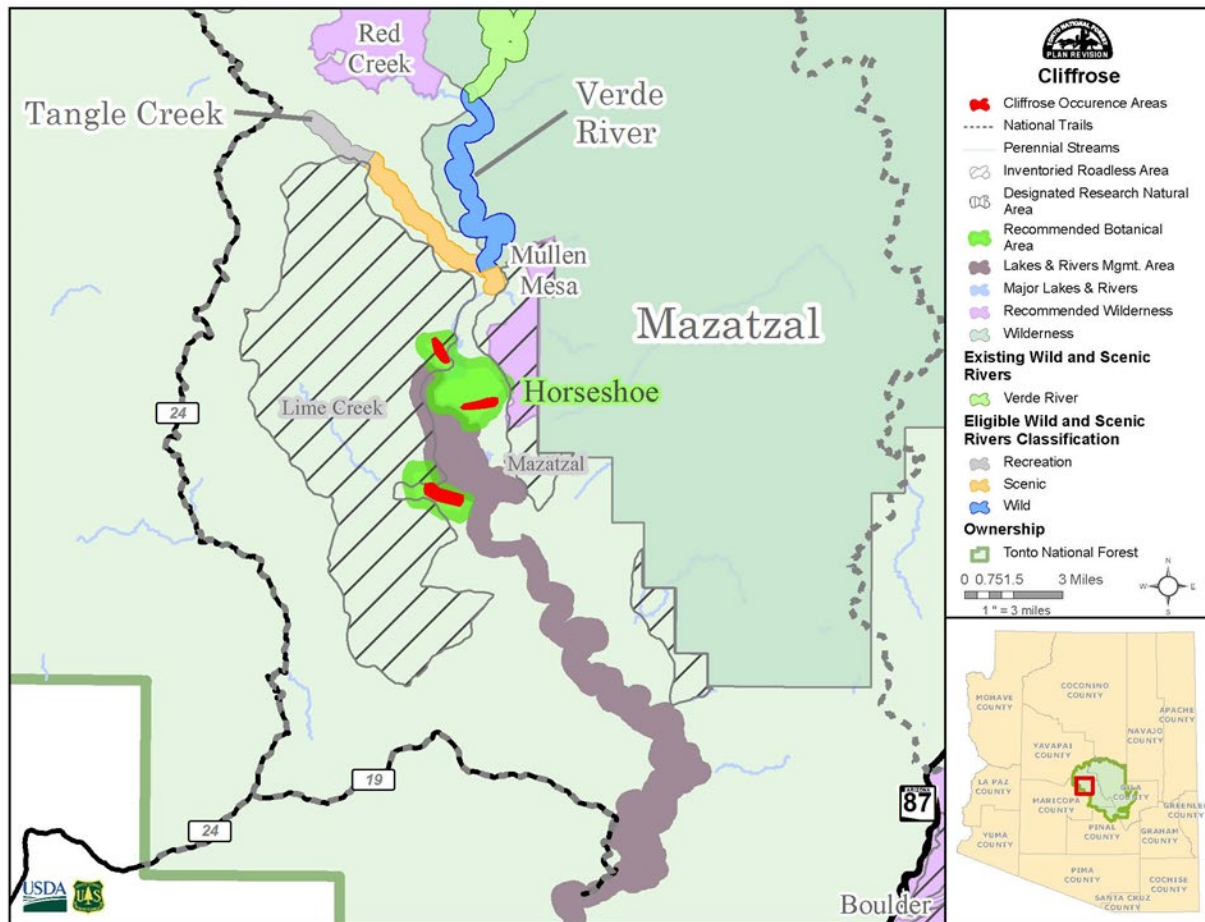 Red
Creek
Tangle Creek
Verde
River
Mullen
Mesa
Mazatzal
Horseshoe
Lime Creek
Mazatzal
24
19
24
87
Boulder
USDA
TONTO NATIONAL FOREST
PLAN REVISION
Cliffrose
Cliffrose Occurence Areas
National Trails
Perennial Streams
Inventoried Roadless Area
Designated Research Natural
Area
Recommended Botanical
Area
Lakes & Rivers Mgmt. Area
Major Lakes & Rivers
Recommended Wilderness
Wilderness
Existing Wild and Scenic
Rivers
Verde River
Eligible Wild and Scenic
Rivers Classification
Recreation
Scenic
Wild
Ownership
Tonto National Forest
0 0.751.5 3 Miles
1 " = 3 miles
N
W E
S
MOHAVE
COUNTY
COCONINO
COUNTY
APACHE
COUNTY
NAVAJO
COUNTY
YAVAPAI
COUNTY
LA PAZ
COUNTY
GILA
COUNTY
MARICOPA
COUNTY
GREENLEE
COUNTY
PINAL
COUNTY
GRAHAM
COUNTY
YUMA
COUNTY
PIMA
COUNTY
COCHISE
COUNTY
SANTA CRUZ
COUNTY